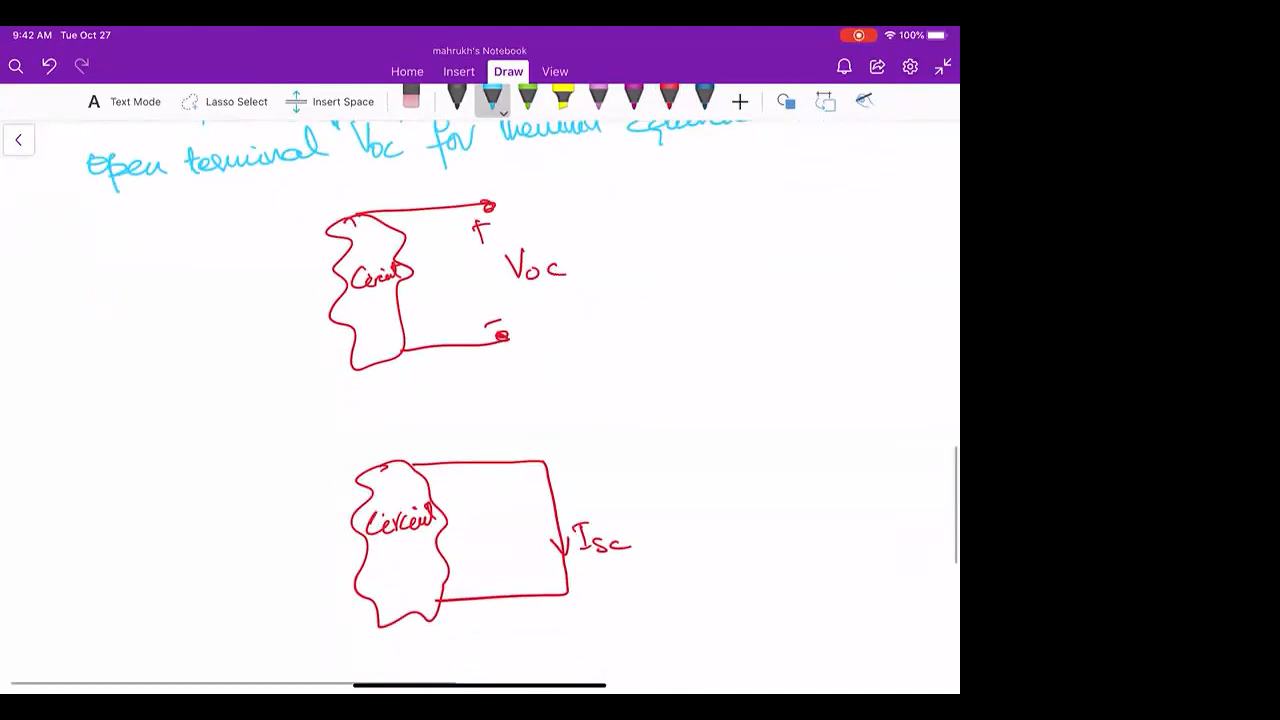 9:42 AM Tue Oct 27
100%
mahrukh's Notebook
Home Insert Draw View
Text Mode Lasso Select Insert Space
open terminal Voc for
+
Circuit
Voc
-
Circuit
Isc